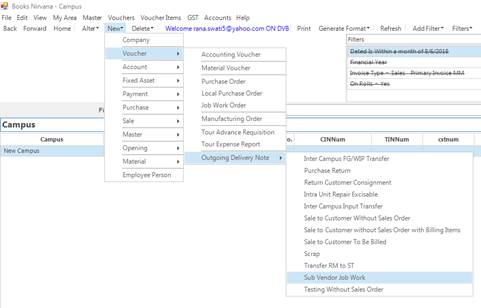 Books Nirvana - Campus
File Edit View My Area Master Vouchers Voucher Items GST Accounts Help
Back Forward Home Alter New Delete Welcome rana.swati5@yahoo.com ON DVB Print Generate Format Refresh Add Filter Filters
Company
Voucher
Account
Fixed Asset
Payment
Purchase
Sale
Master
Opening
Material
Employee Person
Accounting Voucher
Material Voucher
Purchase Order
Local Purchase Order
Job Work Order
Manufacturing Order
Tour Advance Requisition
Tour Expense Report
Outgoing Delivery Note
Filters
Dated Is Within a month of 8/6/2018
Financial Year
Invoice Type = Sales - Primary Invoice MM
On Rolls = Yes
Fi
Campus
Campus o. CINNum TINNum cstnum
New Campus
Inter Campus FG/WIP Transfer
Purchase Return
Return Customer Consignment
Intra Unit Repair Excisable
Inter Campus Input Transfer
Sale to Customer Without Sales Order
Sale to Customer without Sales Order with Billing Items
Sale to Customer To Be Billed
Scrap
Transfer RM to ST
Sub Vendor Job Work
Testing Without Sales Order